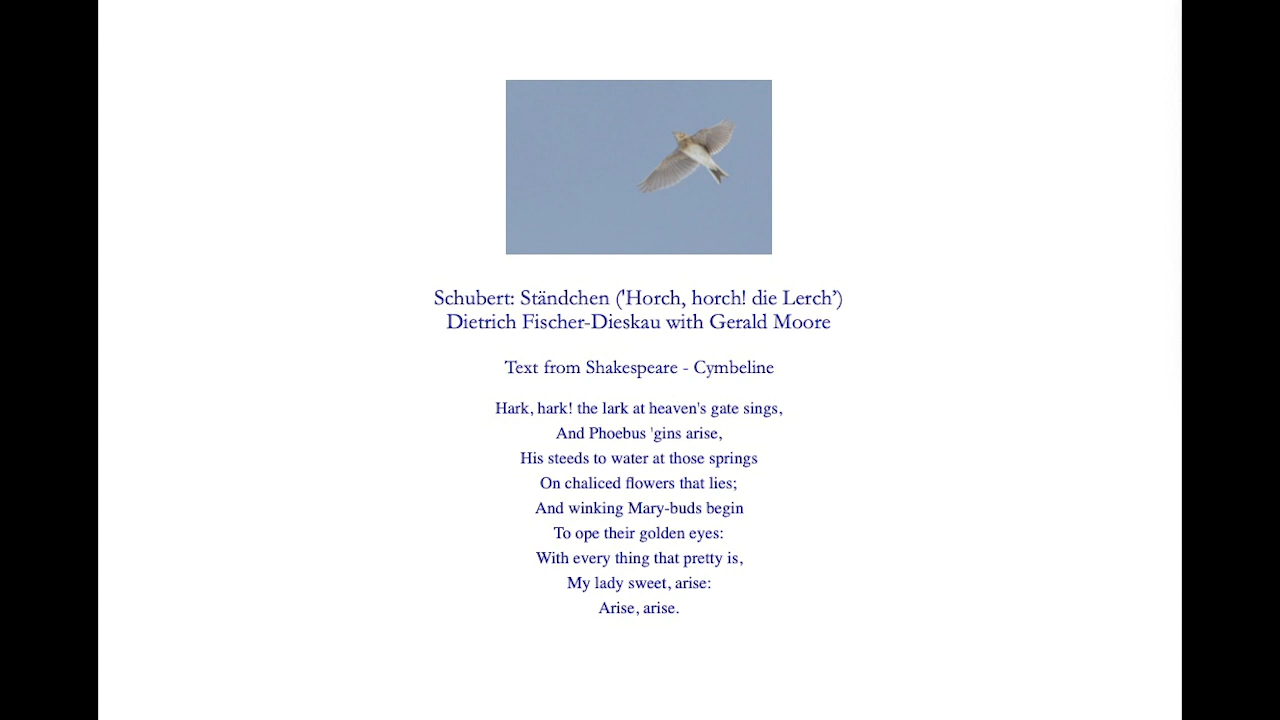 Schubert: Ständchen ('Horch, horch! die Lerch’)
Dietrich Fischer-Dieskau with Gerald Moore
Text from Shakespeare - Cymbeline
Hark, hark! the lark at heaven's gate sings,
And Phoebus 'gins arise,
His steeds to water at those springs
On chaliced flowers that lies;
And winking Mary-buds begin
To ope their golden eyes:
With every thing that pretty is,
My lady sweet, arise:
Arise, arise.